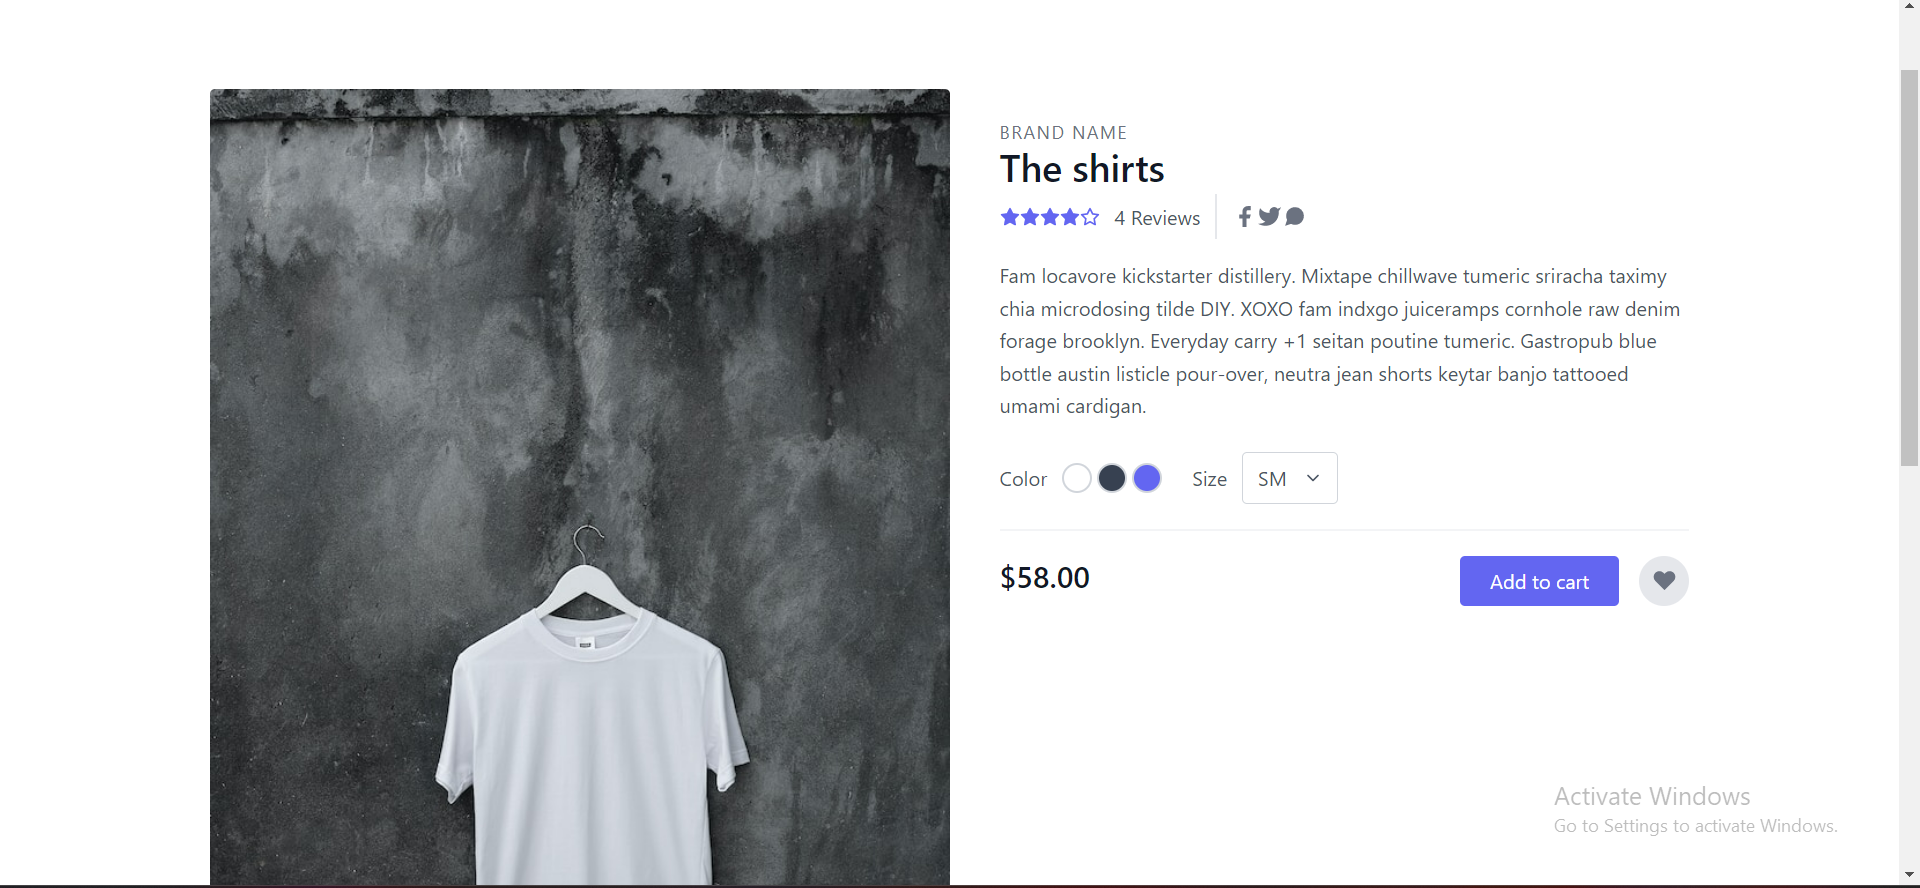 BRAND NAME
The shirts
4 Reviews
Fam locavore kickstarter distillery. Mixtape chillwave tumeric sriracha taximy
chia microdosing tilde DIY. XOXO fam indxgo juiceramps cornhole raw denim
forage brooklyn. Everyday carry +1 seitan poutine tumeric. Gastropub blue
bottle austin listicle pour-over, neutra jean shorts keytar banjo tattooed
umami cardigan.
Color Size SM
$58.00 Add to cart
Activate Windows
Go to Settings to activate Windows.